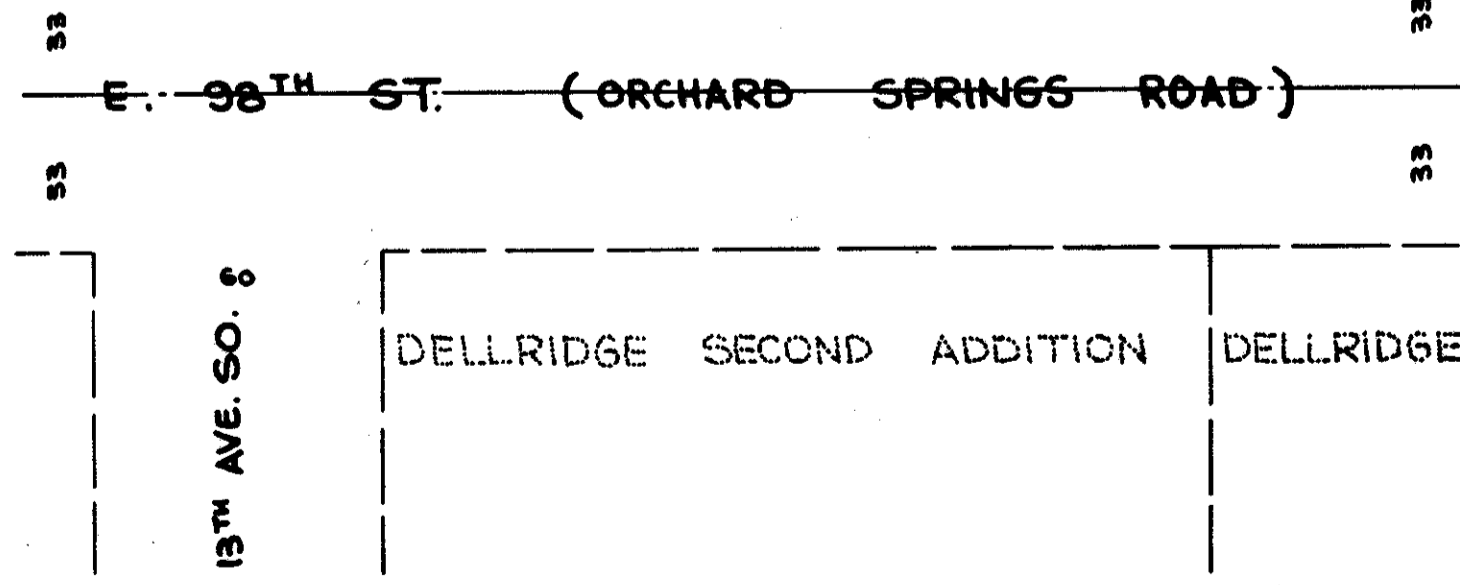 33 33
E. 98TH ST. (ORCHARD SPRINGS ROAD)
33 33
13TH AVE. SO. 60
DELLRIDGE SECOND ADDITION
DELLRIDGE